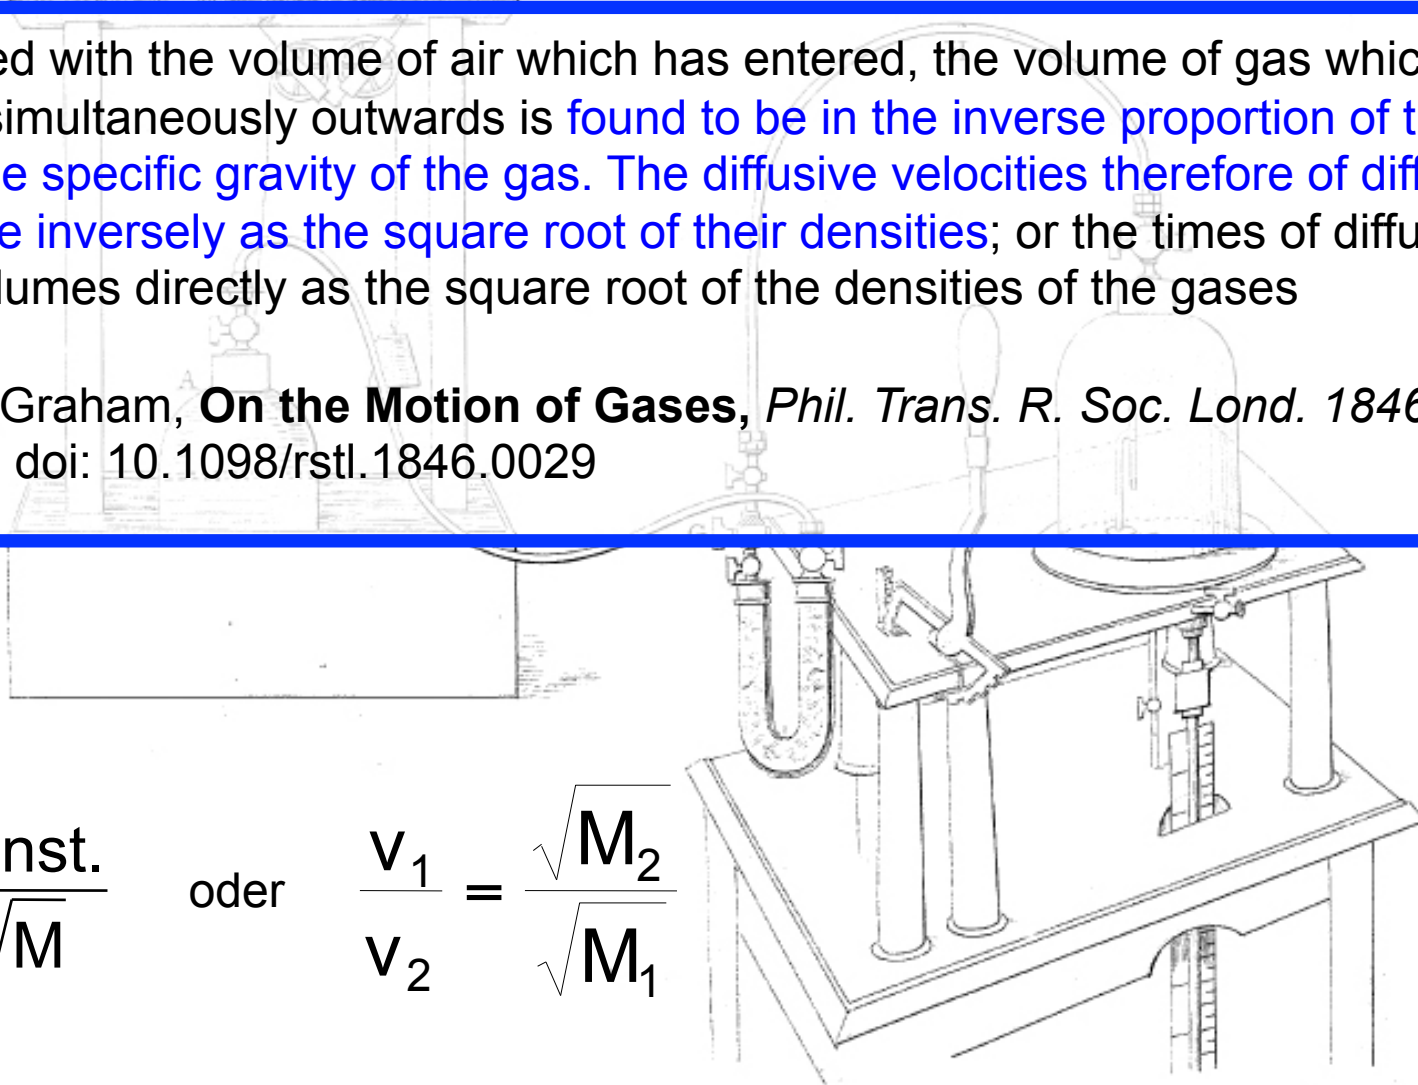 ed with the volume of air which has entered, the volume of gas whic
simultaneously outwards is found to be in the inverse proportion of t
e specific gravity of the gas. The diffusive velocities therefore of diff
e inversely as the square root of their densities; or the times of diffu
lumes directly as the square root of the densities of the gases
A
Graham, On the Motion of Gases, Phil. Trans. R. Soc. Lond. 1846
doi: 10.1098/rstl.1846.0029
nst. / √M oder v₁ / v₂ = √M₂ / √M₁